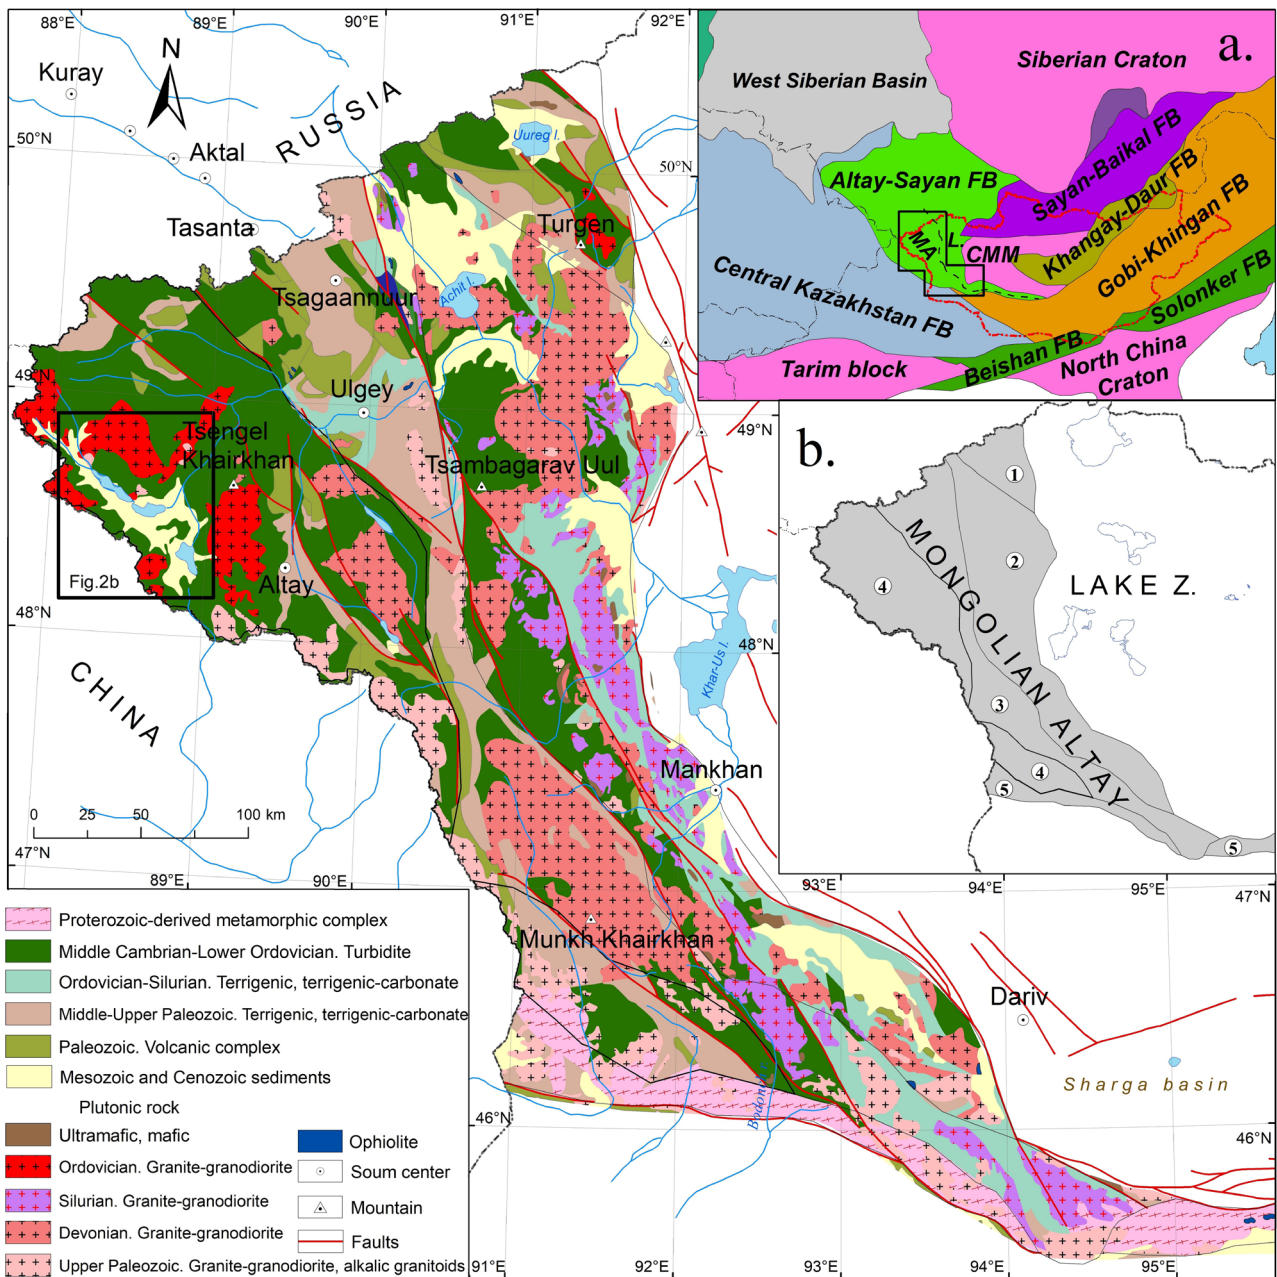 88°E
89°E
90°E
91°E
92°E
N
Kuray
RUSSIA
50°N
Aktal
Uureg l.
50°N
Tasanta
Turgen
Tsagaannuur
Achit l.
49°N
Ulgey
49°N
Tsengel
Khairkhan
Tsambagarav Uul
Fig.2b
Altay
48°N
48°N
Khar-Us l.
CHINA
Mankhan
0 25 50 100 km
47°N
89°E
90°E
93°E
94°E
95°E
47°N
Munkh-Khairkhan
Dariv
Sharga basin
46°N
46°N
91°E
92°E
93°E
94°E
95°E
a.
West Siberian Basin
Siberian Craton
Altay-Sayan FB
Sayan-Baikal FB
Khangay-Daur FB
Gobi-Khingan FB
MA
L.
CMM
Central Kazakhstan FB
Solonker FB
Beishan FB
Tarim block
North China
Craton
b.
1
2
MONGOLIAN ALTAY
LAKE Z.
4
3
4
5
5
Proterozoic-derived metamorphic complex
Middle Cambrian-Lower Ordovician. Turbidite
Ordovician-Silurian. Terrigenic, terrigenic-carbonate
Middle-Upper Paleozoic. Terrigenic, terrigenic-carbonate
Paleozoic. Volcanic complex
Mesozoic and Cenozoic sediments
Plutonic rock
Ultramafic, mafic
Ordovician. Granite-granodiorite
Silurian. Granite-granodiorite
Devonian. Granite-granodiorite
Upper Paleozoic. Granite-granodiorite, alkalic granitoids
Ophiolite
Soum center
Mountain
Faults